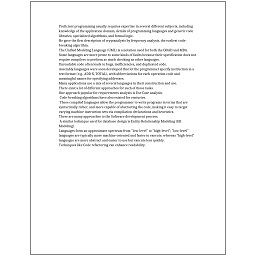 Proficient programming usually requires expertise in several different subjects, including
knowledge of the application domain, details of programming languages and generic code
libraries, specialized algorithms, and formal logic.
He gave the first description of cryptanalysis by frequency analysis, the earliest code-
breaking algorithm.
The Unified Modeling Language (UML) is a notation used for both the OOAD and MDA.
Some languages are more prone to some kinds of faults because their specification does not
require compilers to perform as much checking as other languages.
Unreadable code often leads to bugs, inefficiencies, and duplicated code.
Assembly languages were soon developed that let the programmer specify instruction in a
text format (e.g., ADD X, TOTAL), with abbreviations for each operation code and
meaningful names for specifying addresses.
Many applications use a mix of several languages in their construction and use.
There exist a lot of different approaches for each of those tasks.
One approach popular for requirements analysis is Use Case analysis.
Code-breaking algorithms have also existed for centuries.
These compiled languages allow the programmer to write programs in terms that are
syntactically richer, and more capable of abstracting the code, making it easy to target
varying machine instruction sets via compilation declarations and heuristics.
There are many approaches to the Software development process.
A similar technique used for database design is Entity-Relationship Modeling (ER
Modeling).
Languages form an approximate spectrum from "low-level" to "high-level"; "low-level"
languages are typically more machine-oriented and faster to execute, whereas "high-level"
languages are more abstract and easier to use but execute less quickly.
Techniques like Code refactoring can enhance readability.